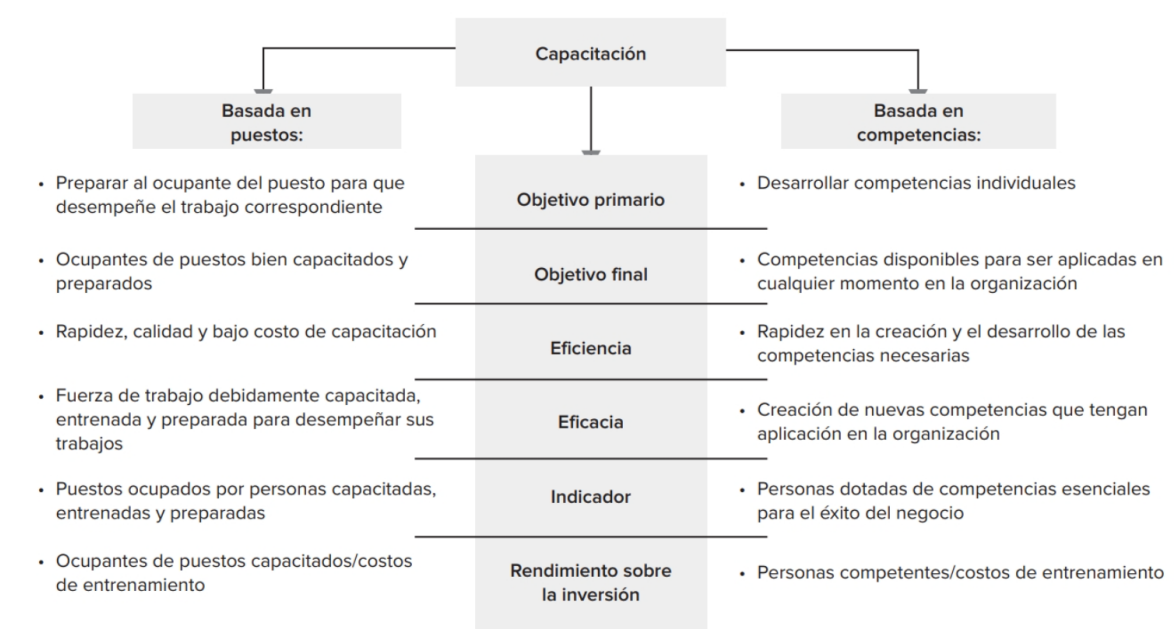 Capacitación
Basada en
puestos:
Basada en
competencias:
• Preparar al ocupante del puesto para que
desempeñe el trabajo correspondiente
Objetivo primario
• Desarrollar competencias individuales
• Ocupantes de puestos bien capacitados y
preparados
Objetivo final
• Competencias disponibles para ser aplicadas en
cualquier momento en la organización
• Rapidez, calidad y bajo costo de capacitación
Eficiencia
• Rapidez en la creación y el desarrollo de las
competencias necesarias
• Fuerza de trabajo debidamente capacitada,
entrenada y preparada para desempeñar sus
trabajos
Eficacia
• Creación de nuevas competencias que tengan
aplicación en la organización
• Puestos ocupados por personas capacitadas,
entrenadas y preparadas
Indicador
• Personas dotadas de competencias esenciales
para el éxito del negocio
• Ocupantes de puestos capacitados/costos
de entrenamiento
Rendimiento sobre
la inversión
• Personas competentes/costos de entrenamiento